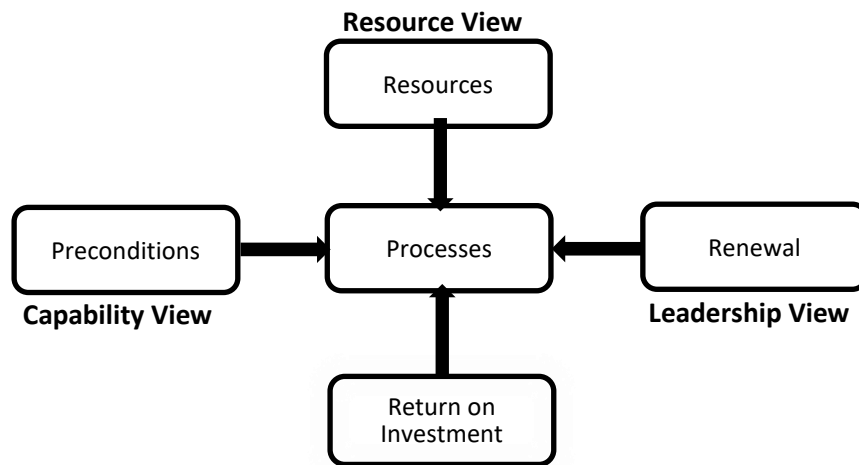 Resource View
Resources
Preconditions
Processes
Renewal
Capability View
Leadership View
Return on
Investment